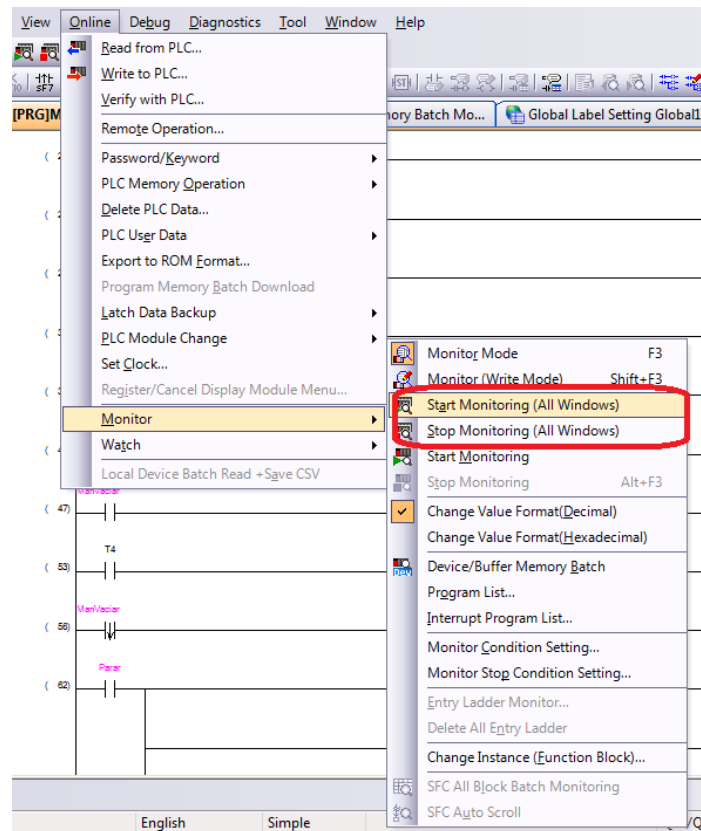 View Online Debug Diagnostics Tool Window Help
SF7
[PRG]M
ory Batch Mo...
Global Label Setting Global1
Read from PLC...
Write to PLC...
Verify with PLC...
Remote Operation...
Password/Keyword
PLC Memory Operation
Delete PLC Data...
PLC User Data
Export to ROM Format...
Program Memory Batch Download
Latch Data Backup
PLC Module Change
Set Clock...
Register/Cancel Display Module Menu...
Monitor
Watch
Local Device Batch Read +Save CSV
Monitor Mode F3
Monitor (Write Mode) Shift+F3
Start Monitoring (All Windows)
Stop Monitoring (All Windows)
Start Monitoring
Stop Monitoring Alt+F3
Change Value Format(Decimal)
Change Value Format(Hexadecimal)
Device/Buffer Memory Batch
Program List...
Interrupt Program List...
Monitor Condition Setting...
Monitor Stop Condition Setting...
Entry Ladder Monitor...
Delete All Entry Ladder
Change Instance (Function Block)...
SFC All Block Batch Monitoring
SFC Auto Scroll
ManVaciar
( 47)
T4
( 53)
ManVaciar
( 56)
Parar
( 62)
English Simple